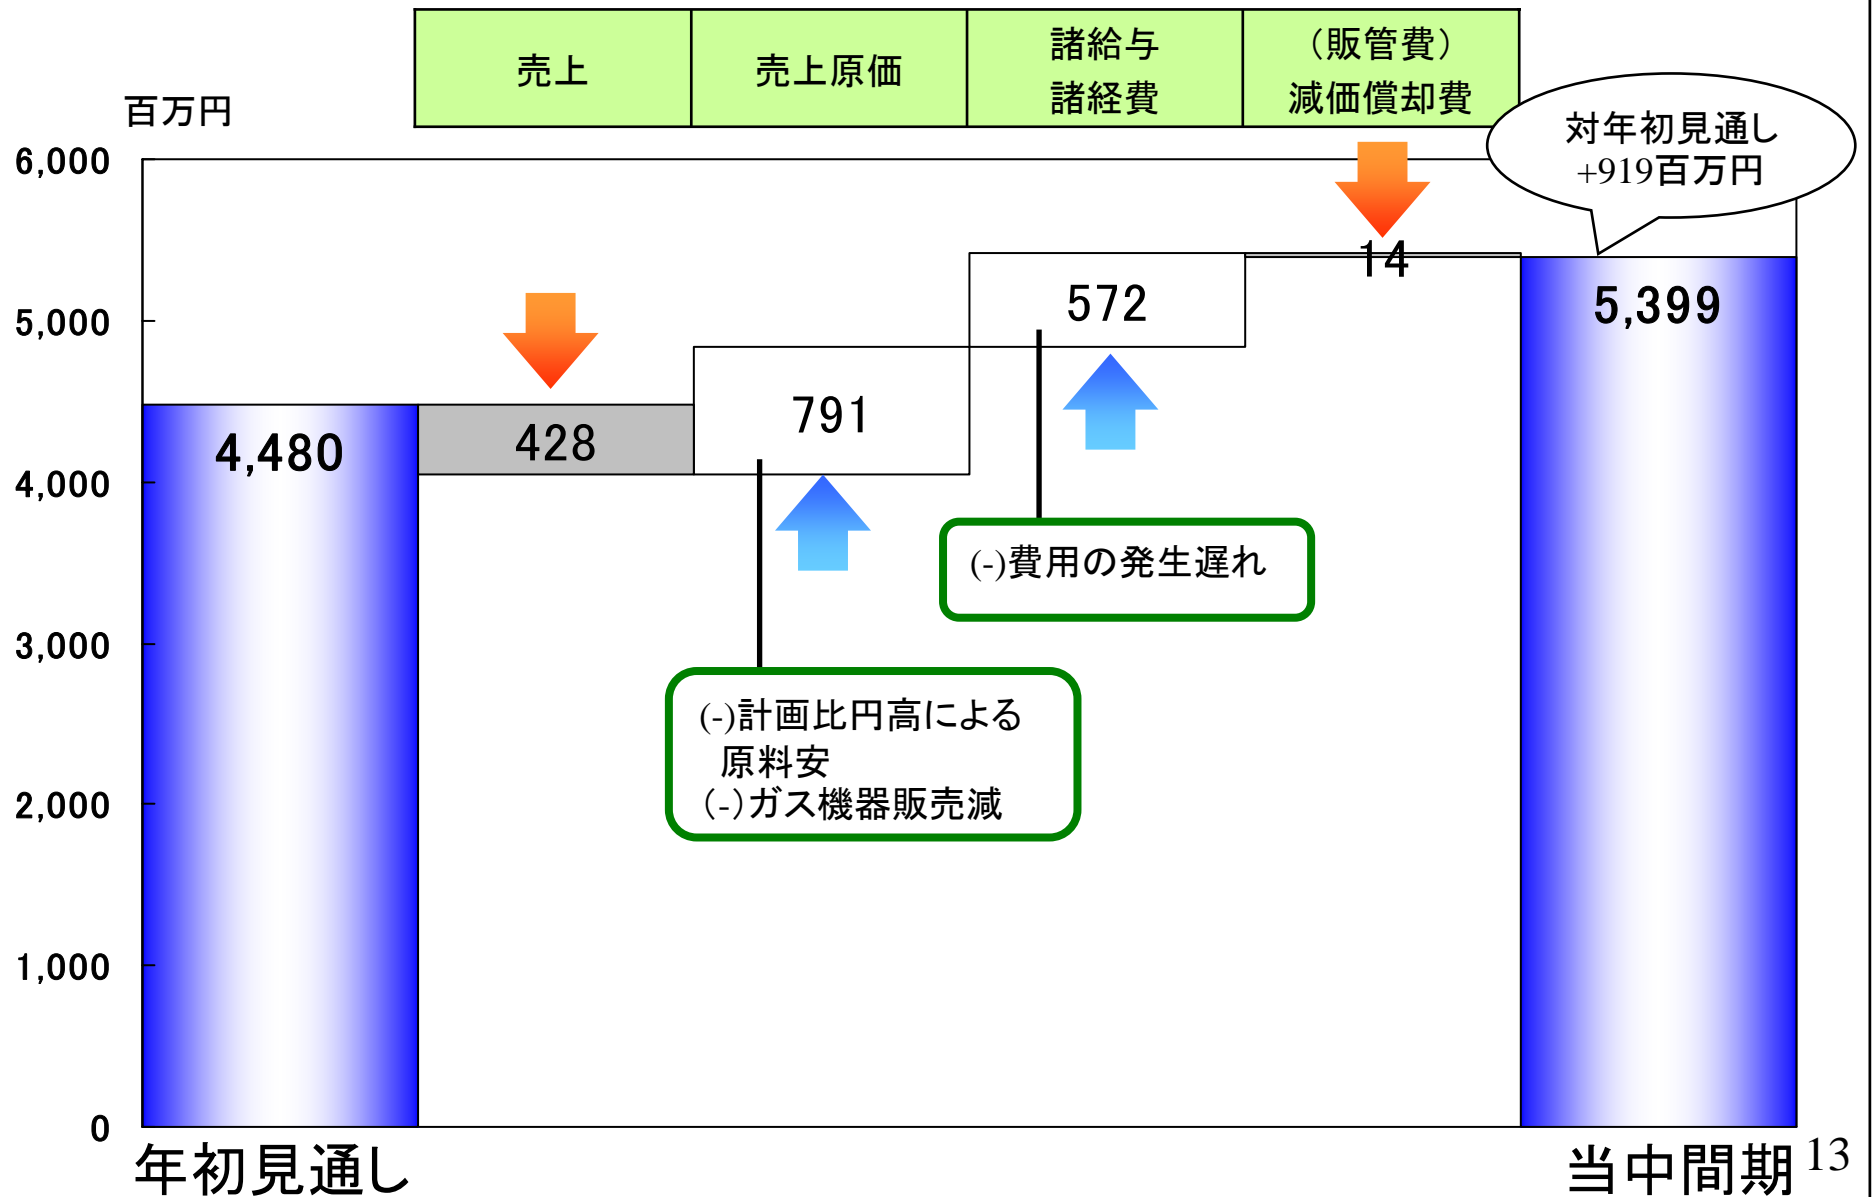 売上
売上原価
諸給与
諸経費
（販管費）
減価償却費
百万円
対年初見通し
+919百万円
6,000
5,000
4,000
3,000
2,000
1,000
0
4,480
428
791
572
14
5,399
(-)費用の発生遅れ
(-)計画比円高による
原料安
(-)ガス機器販売減
年初見通し
当中間期
13